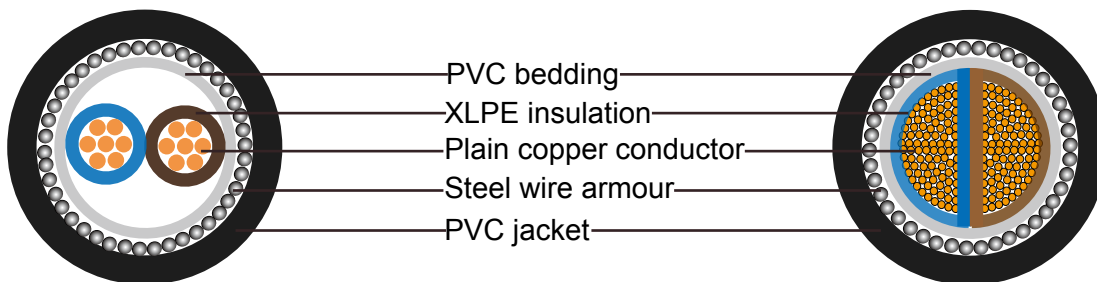 PVC bedding
XLPE insulation
Plain copper conductor
Steel wire armour
PVC jacket